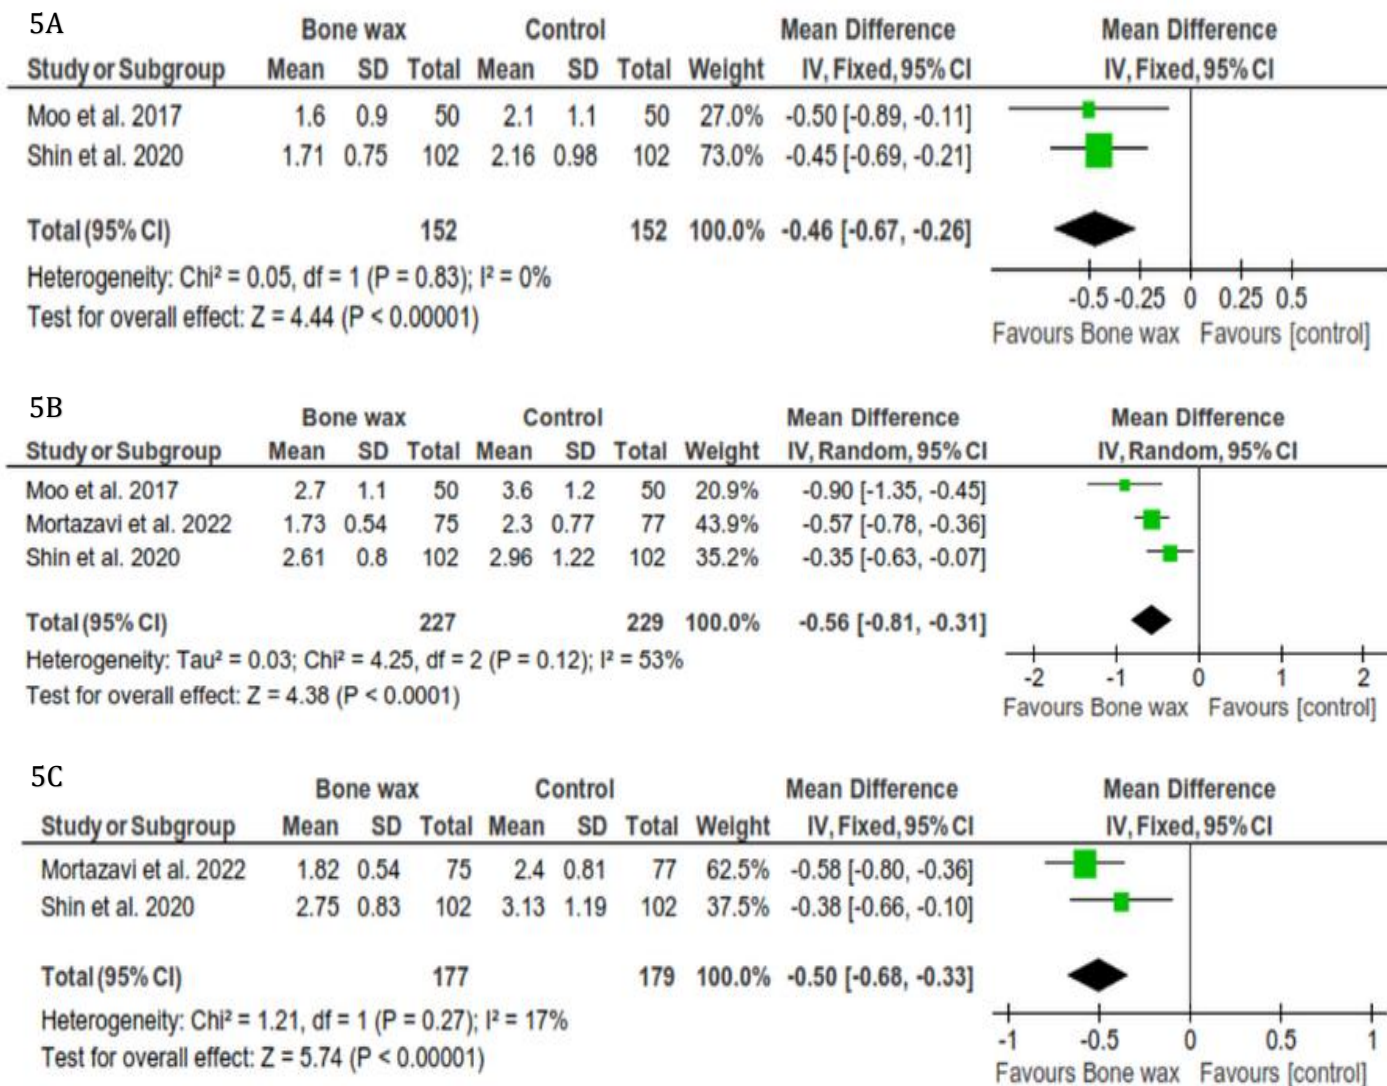 5A
Bone wax Control Mean Difference Mean Difference
Study or Subgroup Mean SD Total Mean SD Total Weight IV, Fixed, 95% CI IV, Fixed, 95% CI
Moo et al. 2017 1.6 0.9 50 2.1 1.1 50 27.0% -0.50 [-0.89, -0.11]
Shin et al. 2020 1.71 0.75 102 2.16 0.98 102 73.0% -0.45 [-0.69, -0.21]
Total (95% CI) 152 152 100.0% -0.46 [-0.67, -0.26]
Heterogeneity: Chi² = 0.05, df = 1 (P = 0.83); I² = 0%
Test for overall effect: Z = 4.44 (P < 0.00001)
-0.5 -0.25 0 0.25 0.5
Favours Bone wax Favours [control]
5B
Bone wax Control Mean Difference Mean Difference
Study or Subgroup Mean SD Total Mean SD Total Weight IV, Random, 95% CI IV, Random, 95% CI
Moo et al. 2017 2.7 1.1 50 3.6 1.2 50 20.9% -0.90 [-1.35, -0.45]
Mortazavi et al. 2022 1.73 0.54 75 2.3 0.77 77 43.9% -0.57 [-0.78, -0.36]
Shin et al. 2020 2.61 0.8 102 2.96 1.22 102 35.2% -0.35 [-0.63, -0.07]
Total (95% CI) 227 229 100.0% -0.56 [-0.81, -0.31]
Heterogeneity: Tau² = 0.03; Chi² = 4.25, df = 2 (P = 0.12); I² = 53%
Test for overall effect: Z = 4.38 (P < 0.0001)
-2 -1 0 1 2
Favours Bone wax Favours [control]
5C
Bone wax Control Mean Difference Mean Difference
Study or Subgroup Mean SD Total Mean SD Total Weight IV, Fixed, 95% CI IV, Fixed, 95% CI
Mortazavi et al. 2022 1.82 0.54 75 2.4 0.81 77 62.5% -0.58 [-0.80, -0.36]
Shin et al. 2020 2.75 0.83 102 3.13 1.19 102 37.5% -0.38 [-0.66, -0.10]
Total (95% CI) 177 179 100.0% -0.50 [-0.68, -0.33]
Heterogeneity: Chi² = 1.21, df = 1 (P = 0.27); I² = 17%
Test for overall effect: Z = 5.74 (P < 0.00001)
-1 -0.5 0 0.5 1
Favours Bone wax Favours [control]